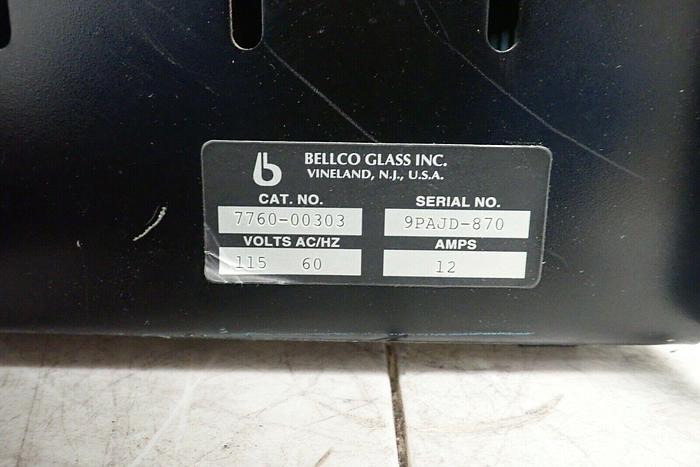 BELLCO GLASS INC.
VINELAND, N.J., U.S.A.
CAT. NO. SERIAL NO.
7760-00303 9PAJD-870
VOLTS AC/HZ AMPS
115 60 12